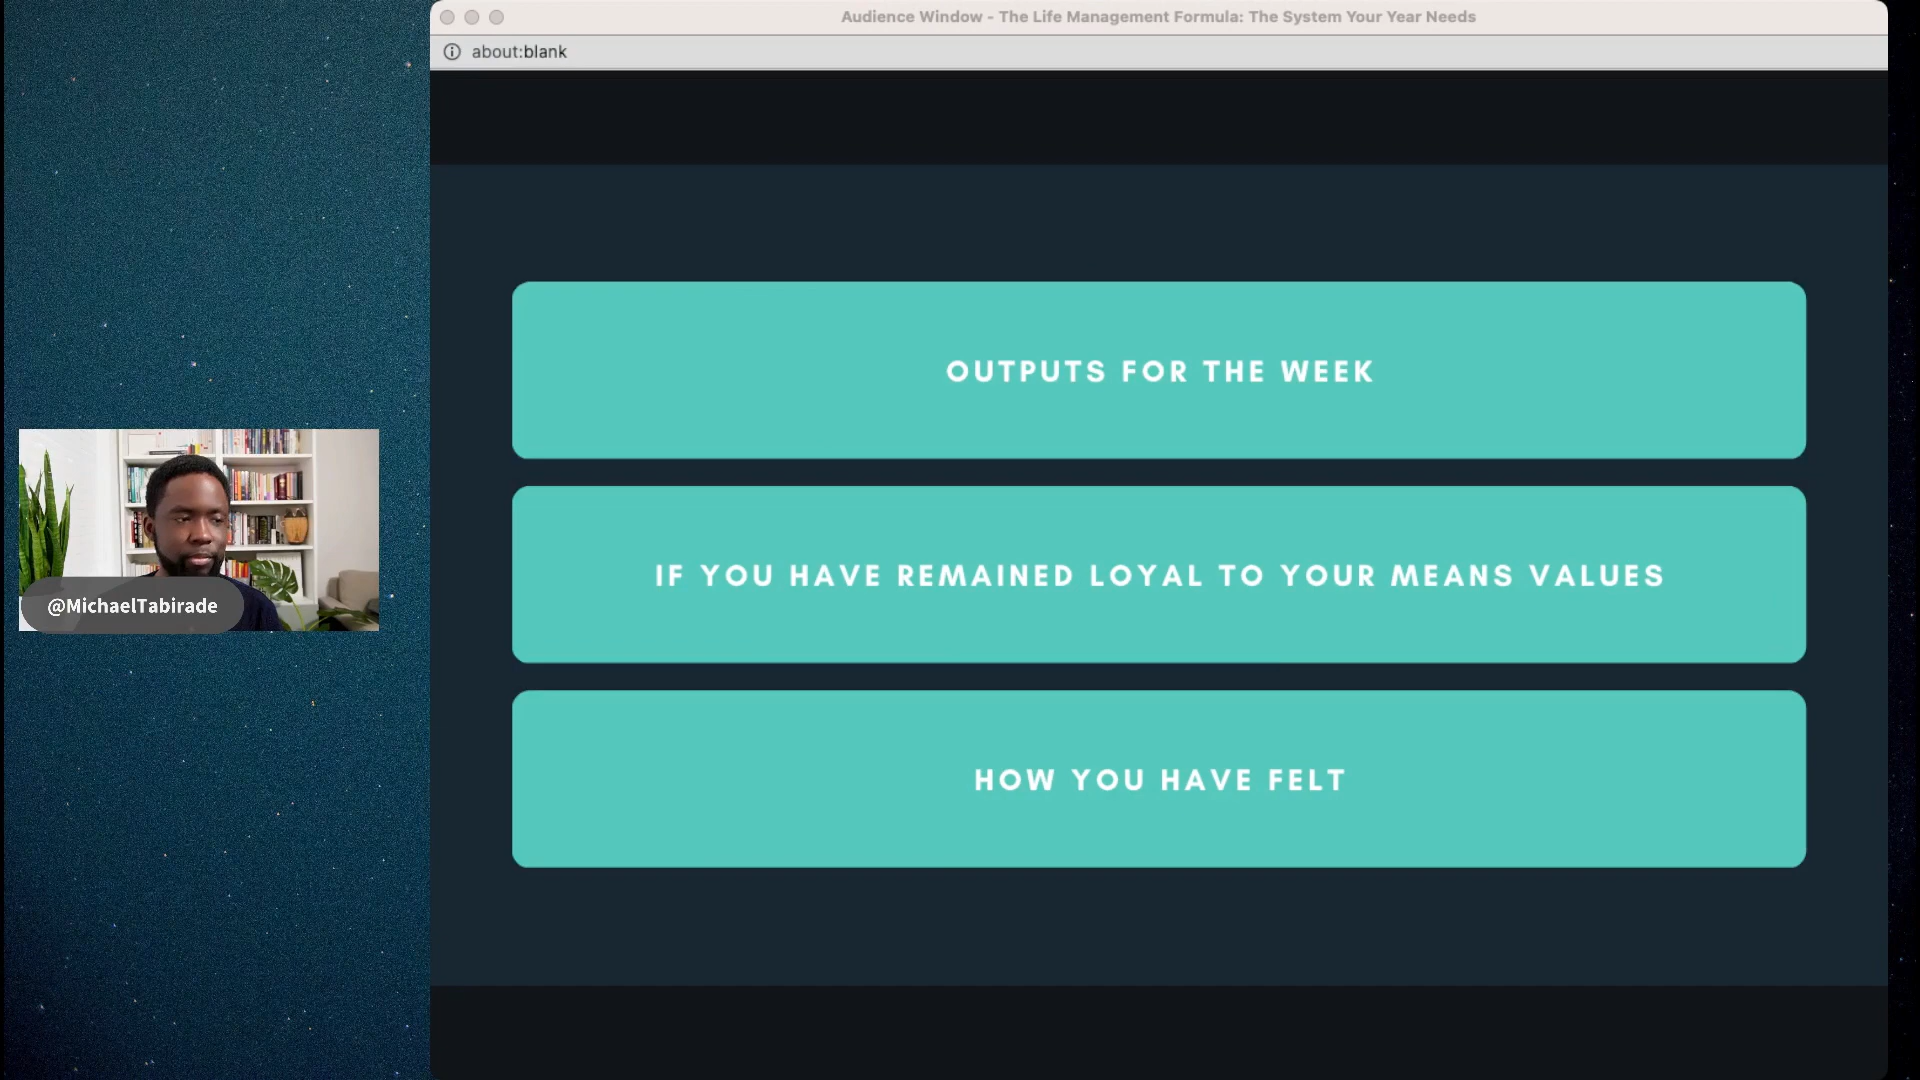 Audience Window - The Life Management Formula: The System Your Year Needs
about:blank
OUTPUTS FOR THE WEEK
IF YOU HAVE REMAINED LOYAL TO YOUR MEANS VALUES
HOW YOU HAVE FELT
@MichaelTabirade